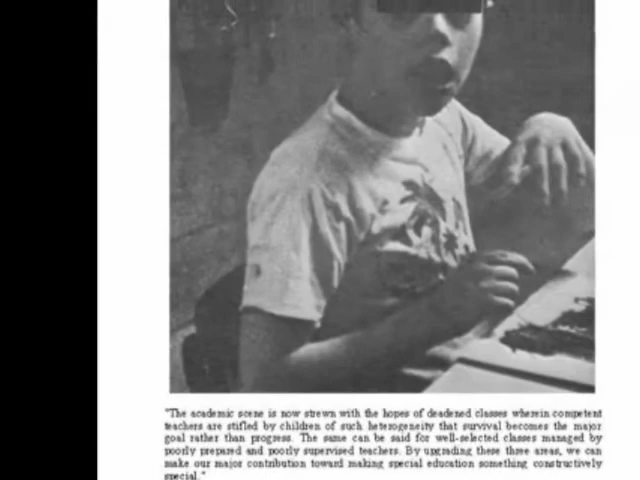 "The academic scene is now strewn with the hopes of deadened classes wherein competent
teachers are stifled by children of such heterogeneity that survival becomes the major
goal rather than progress. The same can be said for well-selected classes managed by
poorly prepared and poorly supervised teachers. By upgrading these three areas, we can
make our major contribution toward making special education something constructively
special."